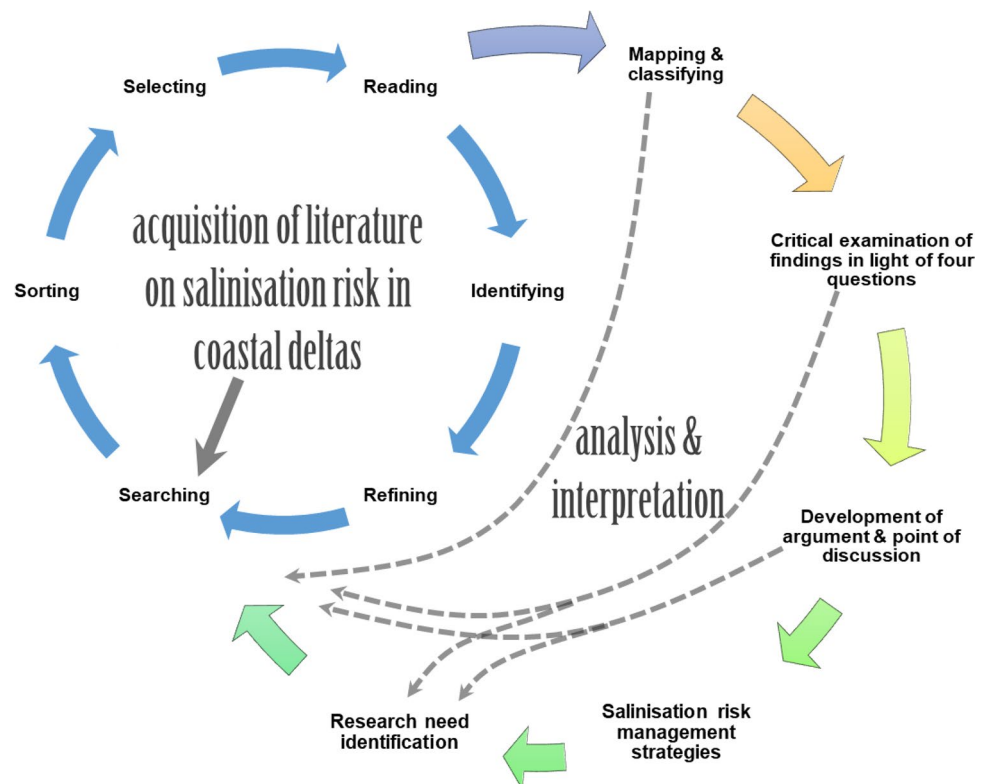 Mapping &
classifying
Selecting
Reading
acquisition of literature
on salinisation risk in
coastal deltas
Critical examination of
findings in light of four
questions
Sorting
Identifying
analysis &
interpretation
Searching
Refining
Development of
argument & point of
discussion
Salinisation risk
management
strategies
Research need
identification